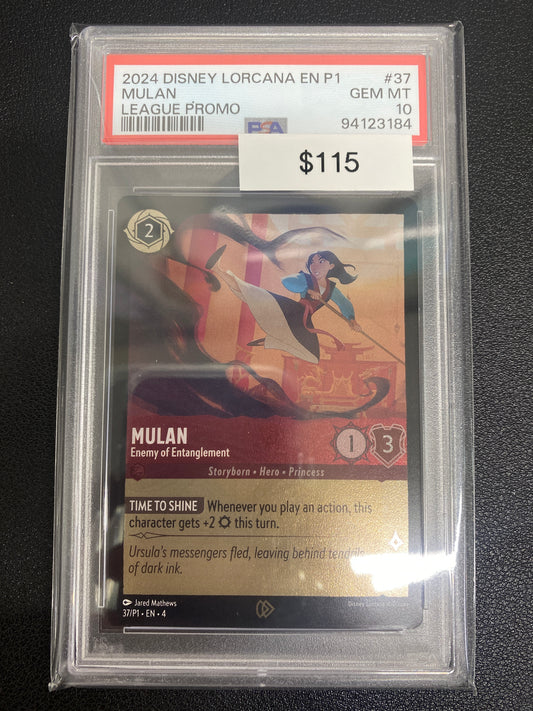 2024 DISNEY LORCANA EN P1 #37
MULAN GEM MT
LEAGUE PROMO 10
94123184
$115
2
MULAN
Enemy of Entanglement
1 3
Storyborn • Hero • Princess
TIME TO SHINE Whenever you play an action, this
character gets +2 this turn.
Ursula's messengers fled, leaving behind tendrils
of dark ink.
Jared Mathews
37/P1 • EN • 4
Disney Lorcana